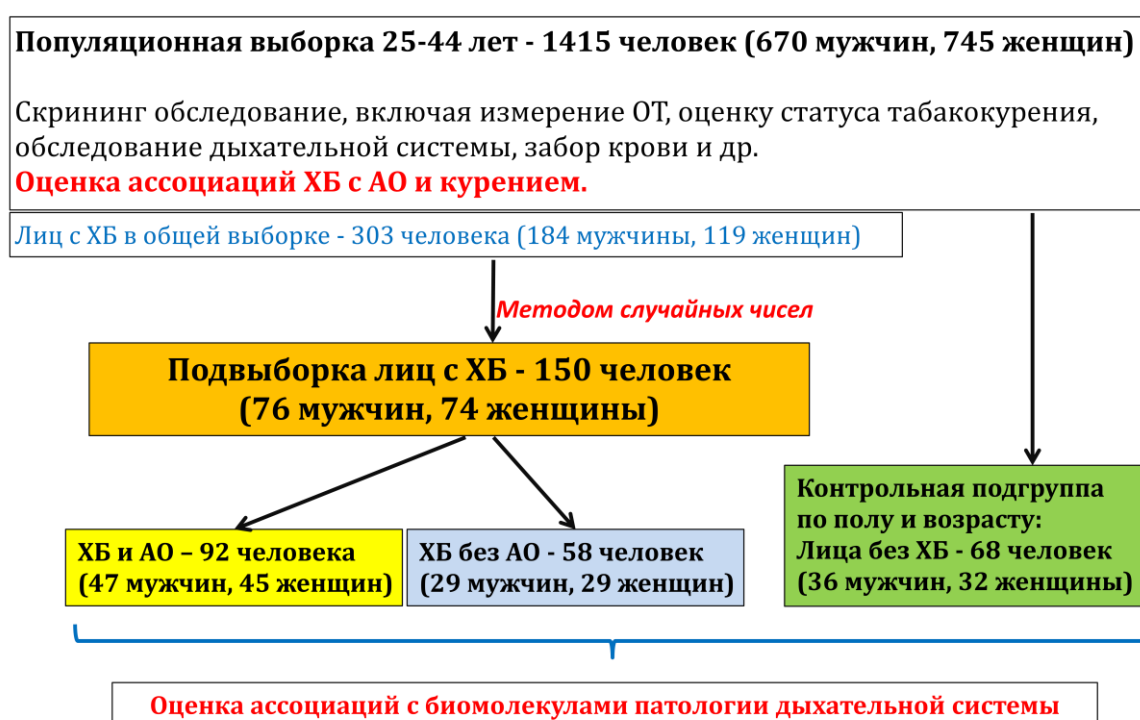 Популяционная выборка 25-44 лет - 1415 человек (670 мужчин, 745 женщин)
Скрининг обследование, включая измерение ОТ, оценку статуса табакокурения,
обследование дыхательной системы, забор крови и др.
Оценка ассоциаций ХБ с АО и курением.
Лиц с ХБ в общей выборке - 303 человека (184 мужчины, 119 женщин)
Методом случайных чисел
Подвыборка лиц с ХБ - 150 человек
(76 мужчин, 74 женщины)
ХБ и АО – 92 человека
(47 мужчин, 45 женщин)
ХБ без АО - 58 человек
(29 мужчин, 29 женщин)
Контрольная подгруппа
по полу и возрасту:
Лица без ХБ - 68 человек
(36 мужчин, 32 женщины)
Оценка ассоциаций с биомолекулами патологии дыхательной системы